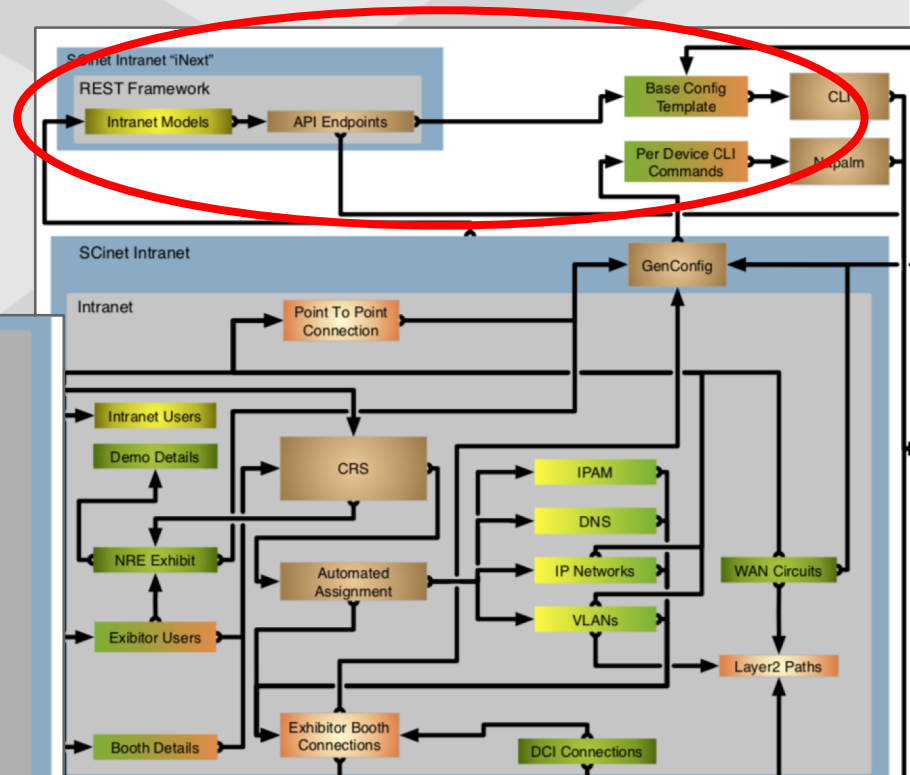 SCinet Intranet “iNext”
REST Framework
Intranet Models
API Endpoints
Base Config
Template
CLI
Per Device CLI
Commands
Napalm
SCinet Intranet
GenConfig
Intranet
Point To Point
Connection
Intranet Users
Demo Details
CRS
IPAM
DNS
NRE Exhibit
Automated
Assignment
IP Networks
WAN Circuits
VLANs
Exibitor Users
Layer2 Paths
Exhibitor Booth
Connections
Booth Details
DCI Connections